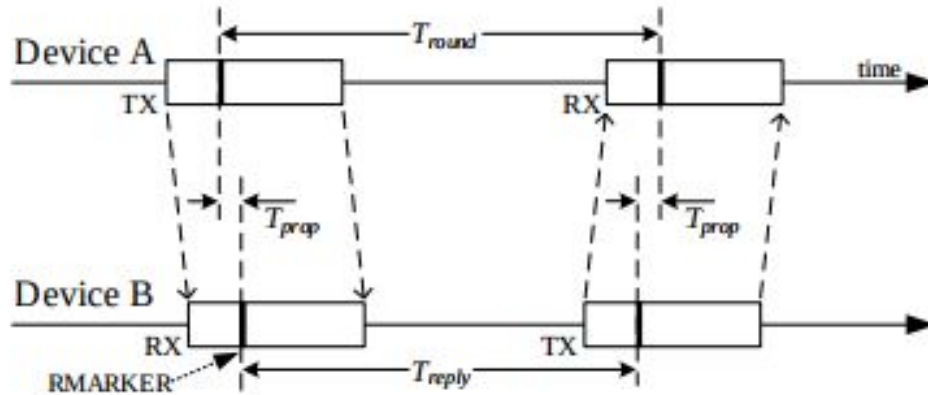 T_round
Device A
time
TX
RX
T_prop
T_prop
Device B
RX
TX
T_reply
RMARKER